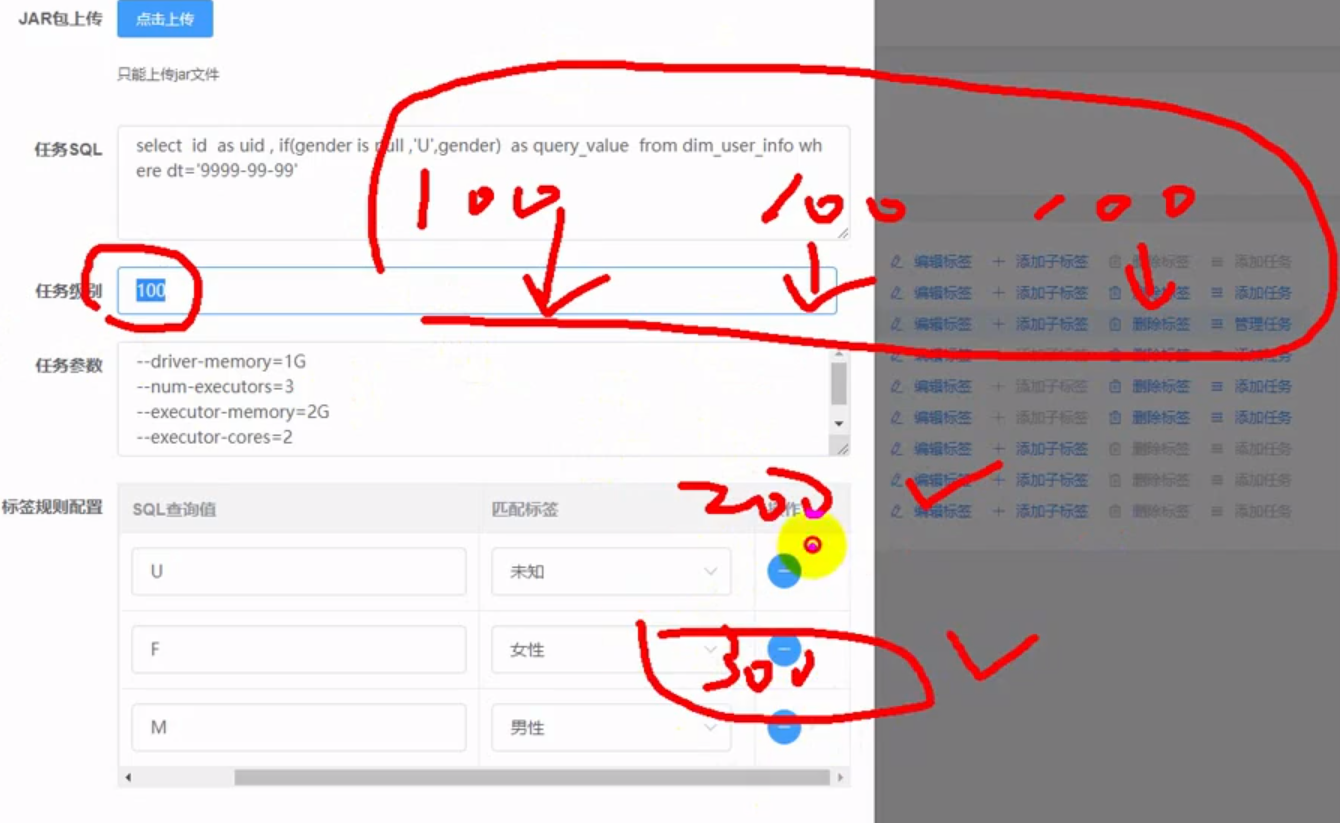 JAR包上传 点击上传
只能上传jar文件
任务SQL select id as uid , if(gender is null ,'U',gender) as query_value from dim_user_info wh
ere dt='9999-99-99'
100 100 100
编辑标签 + 添加子标签 删除标签 添加任务
任务级别 100 编辑标签 + 添加子标签 删除标签 添加任务
编辑标签 + 添加子标签 删除标签 管理任务
任务参数 --driver-memory=1G 编辑标签 + 添加子标签 删除标签 添加任务
--num-executors=3 编辑标签 + 添加子标签 删除标签 添加任务
--executor-memory=2G 编辑标签 + 添加子标签 删除标签 添加任务
--executor-cores=2 编辑标签 + 添加子标签 删除标签 添加任务
编辑标签 + 添加子标签 删除标签 添加任务
标签规则配置 SQL查询值 匹配标签 200 操作 编辑标签 + 添加子标签 删除标签 添加任务
U 未知
F 女性 300
M 男性